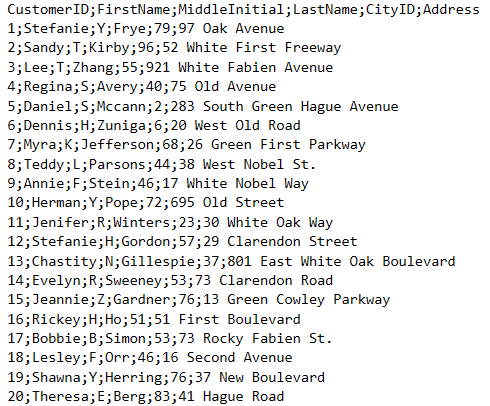 CustomerID;FirstName;MiddleInitial;LastName;CityID;Address
1;Stefanie;Y;Frye;79;97 Oak Avenue
2;Sandy;T;Kirby;96;52 White First Freeway
3;Lee;T;Zhang;55;921 White Fabien Avenue
4;Regina;S;Avery;40;75 Old Avenue
5;Daniel;S;Mccann;2;283 South Green Hague Avenue
6;Dennis;H;Zuniga;6;20 West Old Road
7;Myra;K;Jefferson;68;26 Green First Parkway
8;Teddy;L;Parsons;44;38 West Nobel St.
9;Annie;F;Stein;46;17 White Nobel Way
10;Herman;Y;Pope;72;695 Old Street
11;Jenifer;R;Winters;23;30 White Oak Way
12;Stefanie;H;Gordon;57;29 Clarendon Street
13;Chastity;N;Gillespie;37;801 East White Oak Boulevard
14;Evelyn;R;Sweeney;53;73 Clarendon Road
15;Jeannie;Z;Gardner;76;13 Green Cowley Parkway
16;Rickey;H;Ho;51;51 First Boulevard
17;Bobbie;B;Simon;53;73 Rocky Fabien St.
18;Lesley;F;Orr;46;16 Second Avenue
19;Shawna;Y;Herring;76;37 New Boulevard
20;Theresa;E;Berg;83;41 Hague Road